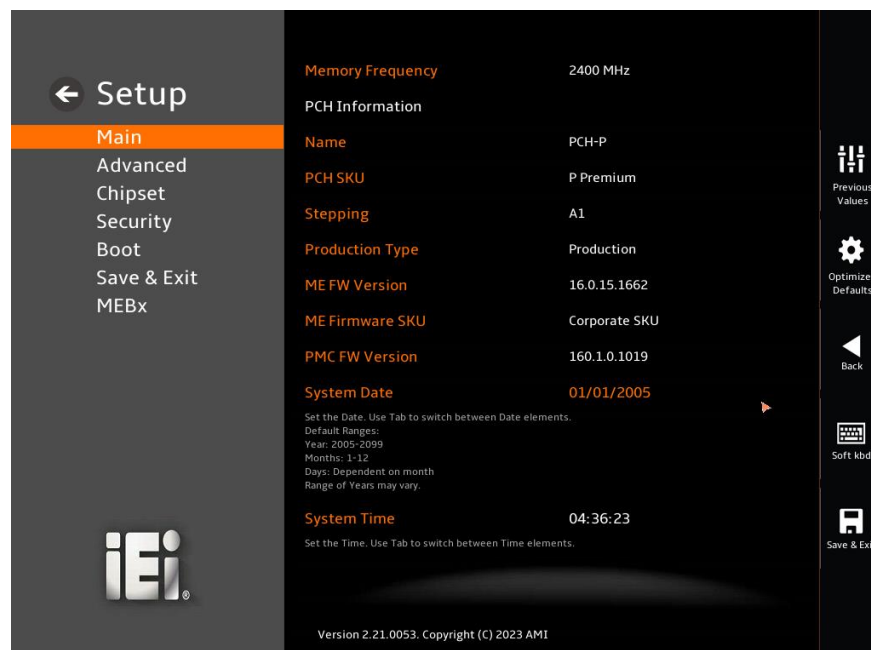 Setup
Main
Advanced
Chipset
Security
Boot
Save & Exit
MEBx
iEi
®
Memory Frequency 2400 MHz
PCH Information
Name PCH-P
PCH SKU P Premium
Stepping A1
Production Type Production
ME FW Version 16.0.15.1662
ME Firmware SKU Corporate SKU
PMC FW Version 160.1.0.1019
System Date 01/01/2005
Set the Date. Use Tab to switch between Date elements.
Default Ranges:
Year: 2005-2099
Months: 1-12
Days: Dependent on month
Range of Years may vary.
System Time 04:36:23
Set the Time. Use Tab to switch between Time elements.
Version 2.21.0053. Copyright (C) 2023 AMI
Previous
Values
Optimize
Defaults
Back
Soft kbd
Save & Exi